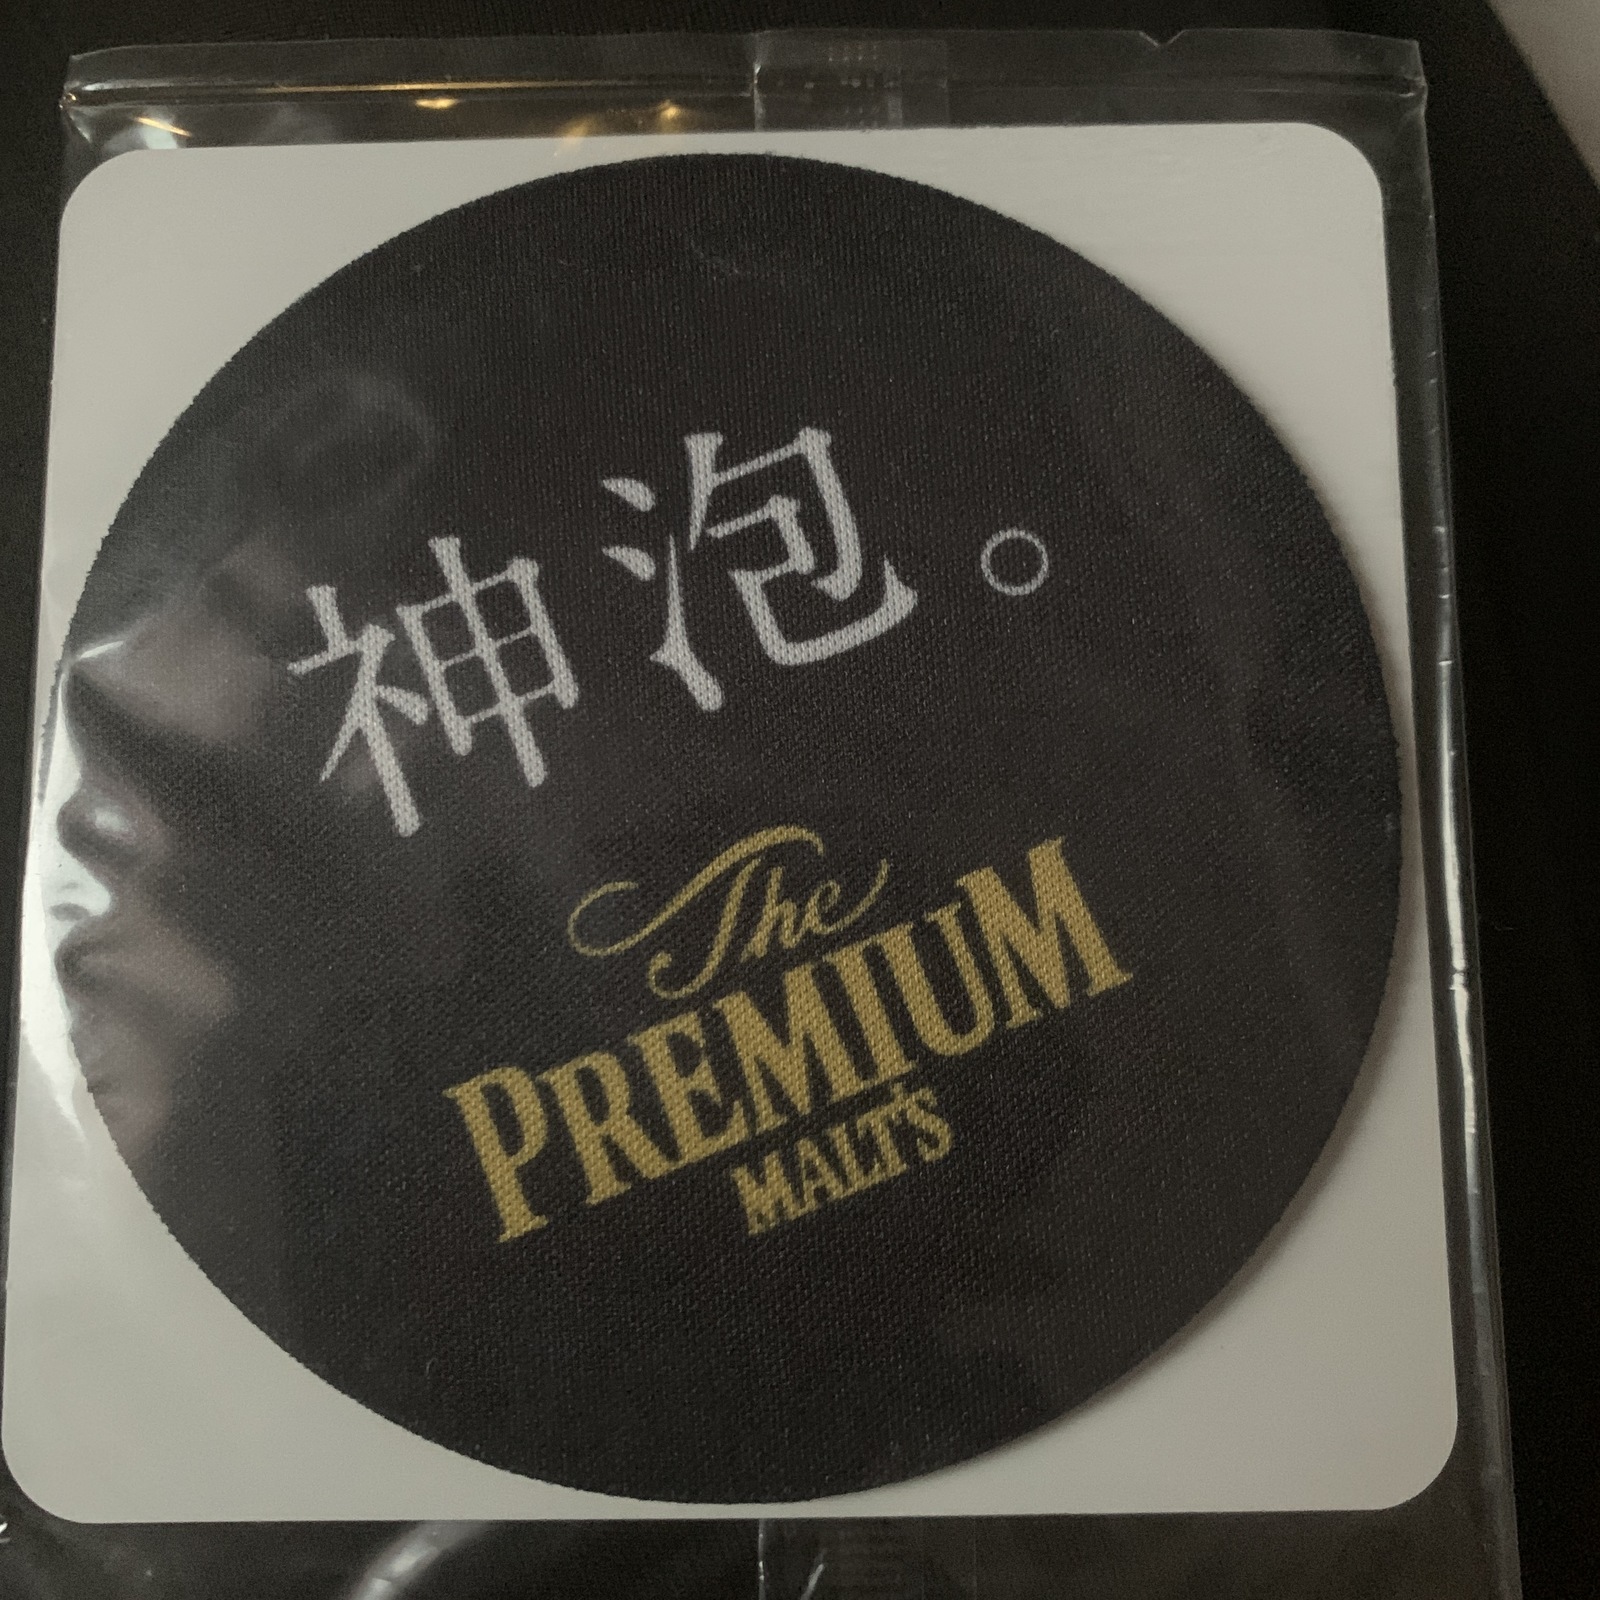 神泡。
The
PREMIUM
MALT'S